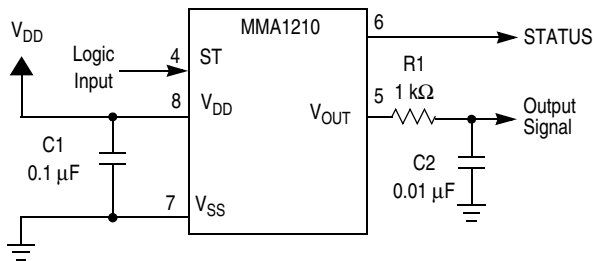 V_DD
Logic
Input
4
ST
8
V_DD
C1
0.1 μF
7
V_SS
MMA1210
6
STATUS
R1
1 kΩ
5
V_OUT
Output
Signal
C2
0.01 μF